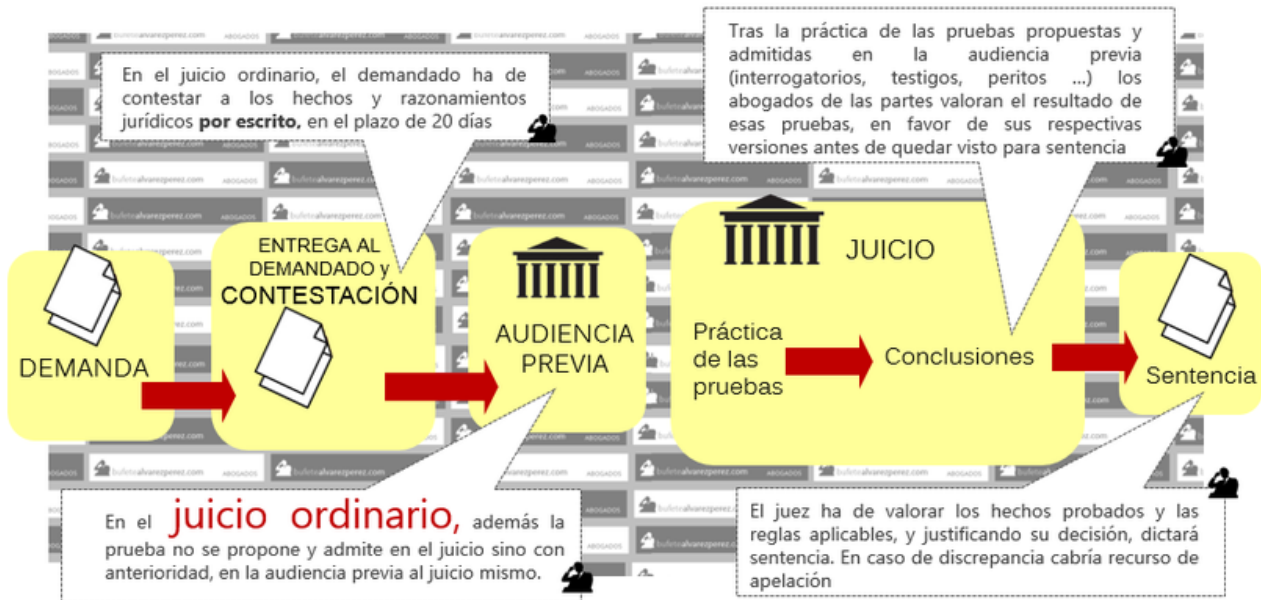 En el juicio ordinario, el demandado ha de
contestar a los hechos y razonamientos
jurídicos por escrito, en el plazo de 20 días
Tras la práctica de las pruebas propuestas y
admitidas en la audiencia previa
(interrogatorios, testigos, peritos ...) los
abogados de las partes valoran el resultado de
esas pruebas, en favor de sus respectivas
versiones antes de quedar visto para sentencia
DEMANDA
ENTREGA AL
DEMANDADO y
CONTESTACIÓN
AUDIENCIA
PREVIA
JUICIO
Práctica
de las
pruebas
Conclusiones
Sentencia
En el juicio ordinario, además la
prueba no se propone y admite en el juicio sino con
anterioridad, en la audiencia previa al juicio mismo.
El juez ha de valorar los hechos probados y las
reglas aplicables, y justificando su decisión, dictará
sentencia. En caso de discrepancia cabría recurso de
apelación
bufetealvarezperez.com ABOGADOS